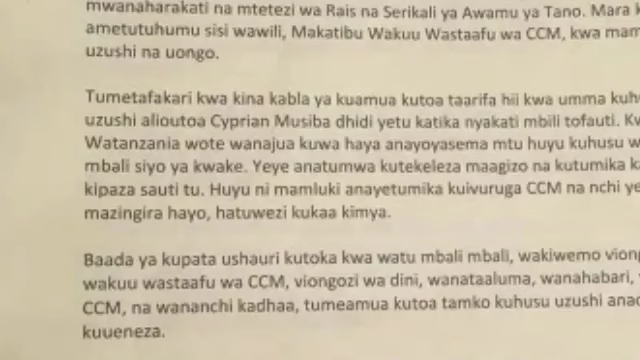 mwanaharakati na mtetezi wa Rais na Serikali ya Awamu ya Tano. Mara
ametutuhumu sisi wawili, Makatibu Wakuu Wastaafu wa CCM, kwa
uzushi na uongo.
Tumetafakari kwa kina kabla ya kuamua kutoa taarifa hii kwa umma
uzushi alioutoa Cyprian Musiba dhidi yetu katika nyakati mbili tofauti.
Watanzania wote wanajua kuwa haya anayoyasema mtu huyu kuhusu
mbali siyo ya kwake. Yeye anatumwa kutekeleza maagizo na kutumika
kipaza sauti tu. Huyu ni mamluki anayetumika kuivuruga CCM na nchi
mazingira hayo, hatuwezi kukaa kimya.
Baada ya kupata ushauri kutoka kwa watu mbali mbali, wakiwemo
wakuu wastaafu wa CCM, viongozi wa dini, wanataaluma, wanahabari,
CCM, na wananchi kadhaa, tumeamua kutoa tamko kuhusu uzushi
kuueneza.